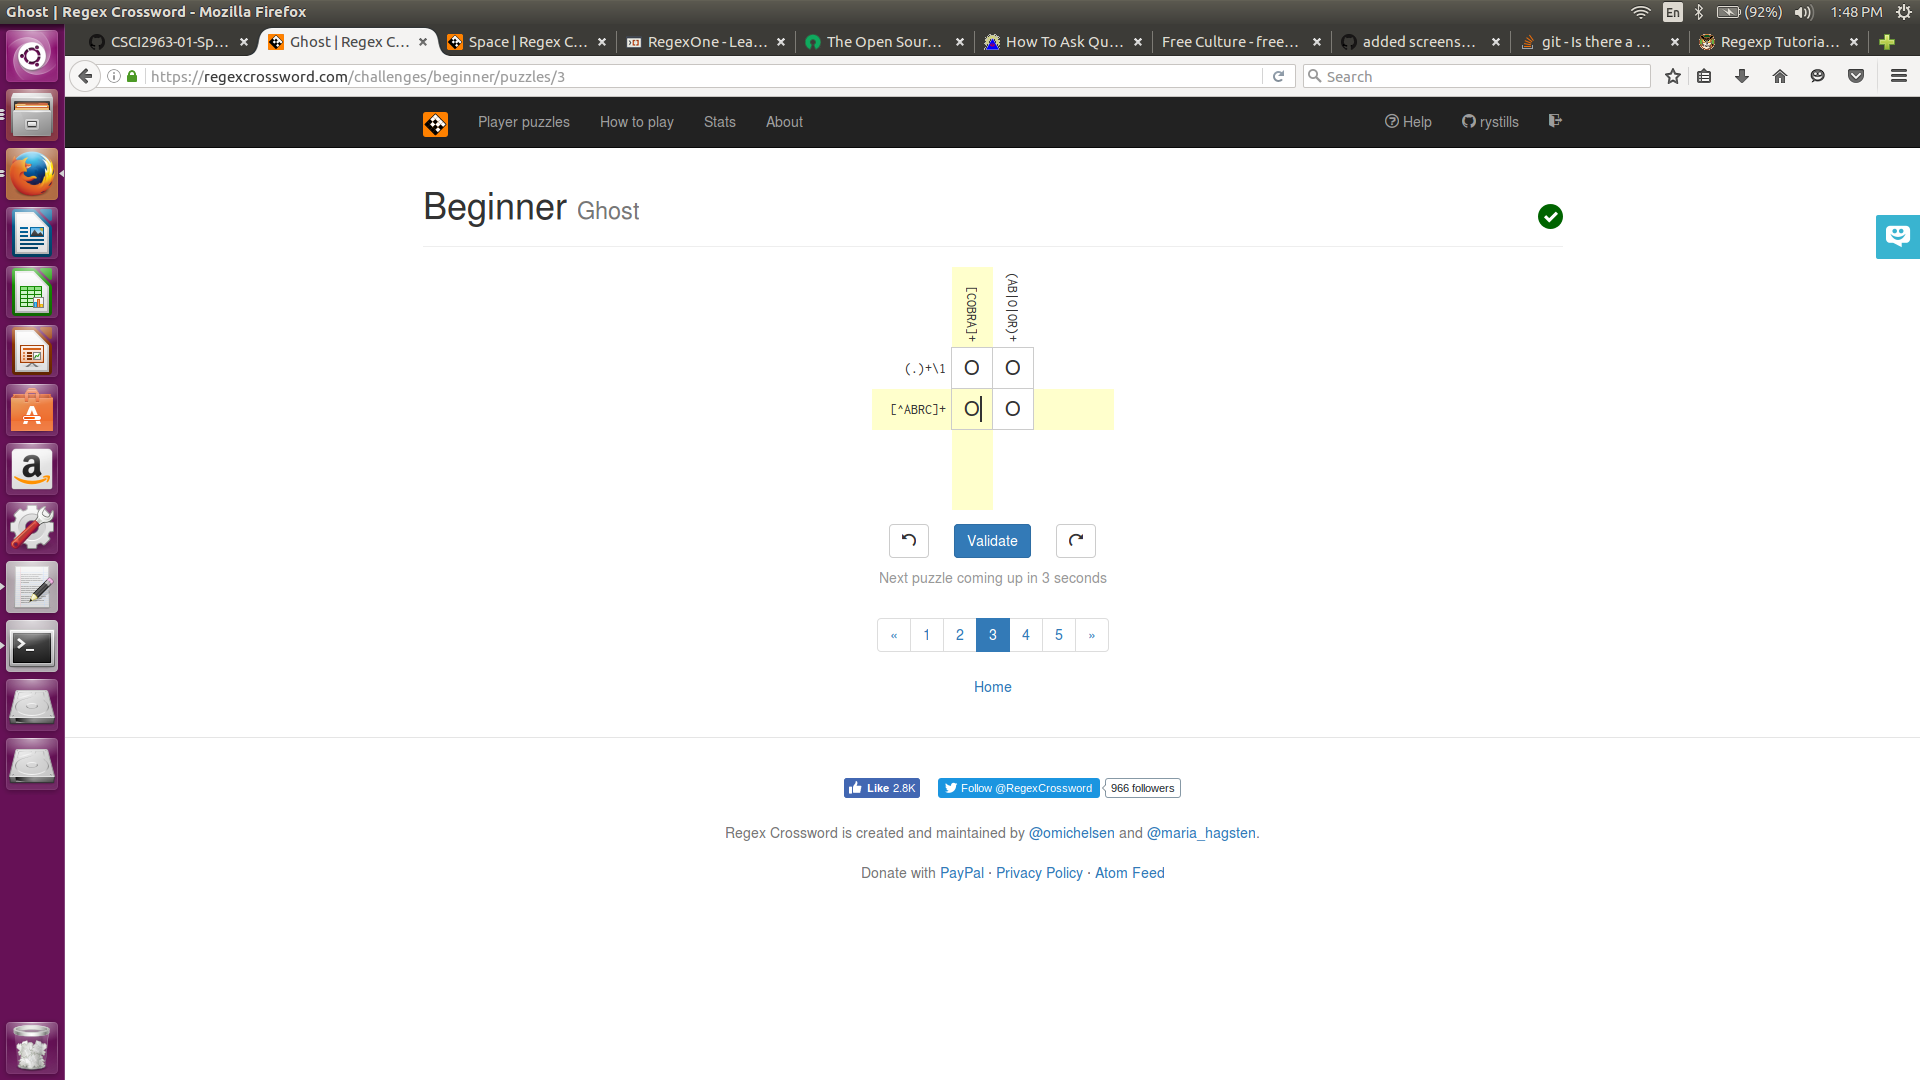 Ghost | Regex Crossword - Mozilla Firefox
En (92%) 1:48 PM
CSCI2963-01-Sp... Ghost | Regex C... Space | Regex C... RegexOne - Lea... The Open Sour... How To Ask Qu... Free Culture - free... added screens... git - Is there a ... Regexp Tutoria...
https://regexcrossword.com/challenges/beginner/puzzles/3 Search
Player puzzles How to play Stats About Help rystills
Beginner Ghost
[COBRA]+
(AB|O|OR)+
(.)+\1 O O
[^ABRC]+ O O
Validate
Next puzzle coming up in 3 seconds
« 1 2 3 4 5 »
Home
Like 2.8K Follow @RegexCrossword 966 followers
Regex Crossword is created and maintained by @omichelsen and @maria_hagsten.
Donate with PayPal · Privacy Policy · Atom Feed